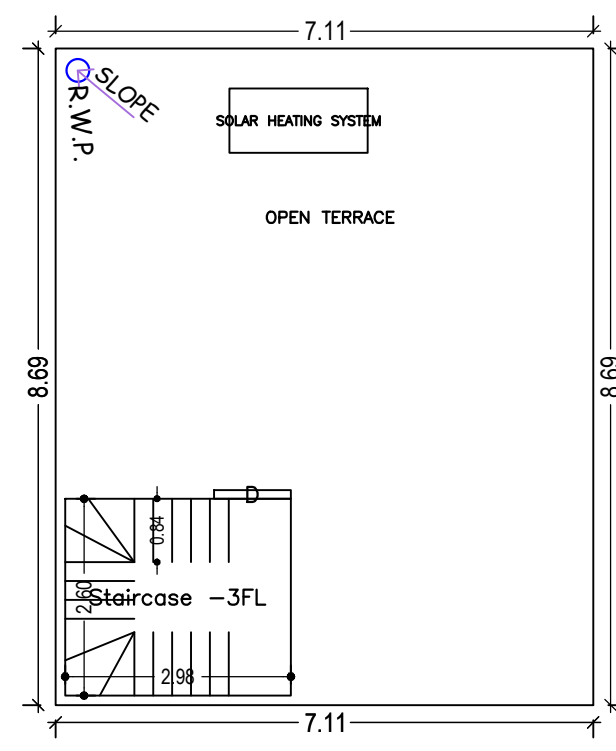 7.11
SLOPE
R.W.P.
SOLAR HEATING SYSTEM
OPEN TERRACE
8.69
8.69
D
0.84
2.60
Staircase -3FL
2.98
7.11